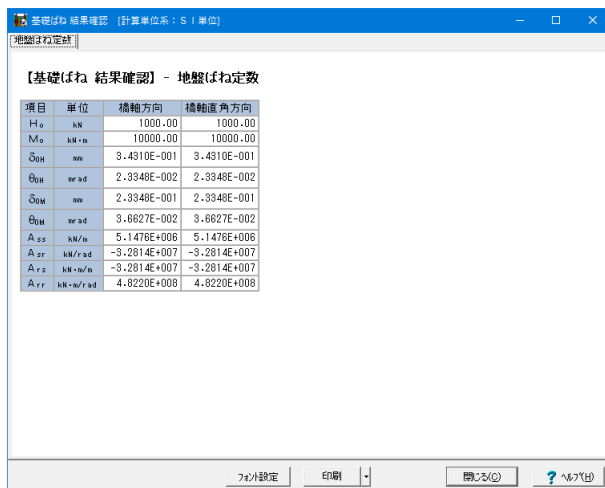 基礎ばね 結果確認 [計算単位系:SI単位]
地盤ばね定数
【基礎ばね 結果確認】- 地盤ばね定数
項目 単位 橋軸方向 橋軸直角方向
H₀ kN 1000.00 1000.00
M₀ kN・m 10000.00 10000.00
δ₀H mm 3.4310E-001 3.4310E-001
θ₀H mrad 2.3348E-002 2.3348E-002
δ₀M mm 2.3348E-001 2.3348E-001
θ₀M mrad 3.6627E-002 3.6627E-002
Ass kN/m 5.1476E+006 5.1476E+006
Asr kN/rad -3.2814E+007 -3.2814E+007
Ars kN・m/m -3.2814E+007 -3.2814E+007
Arr kN・m/rad 4.8220E+008 4.8220E+008
フォント設定 印刷 閉じる(C) ? ヘルプ(H)